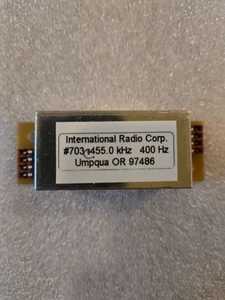 International Radio Corp.
#703 455.0 kHz 400 Hz
Umpqua OR 97486